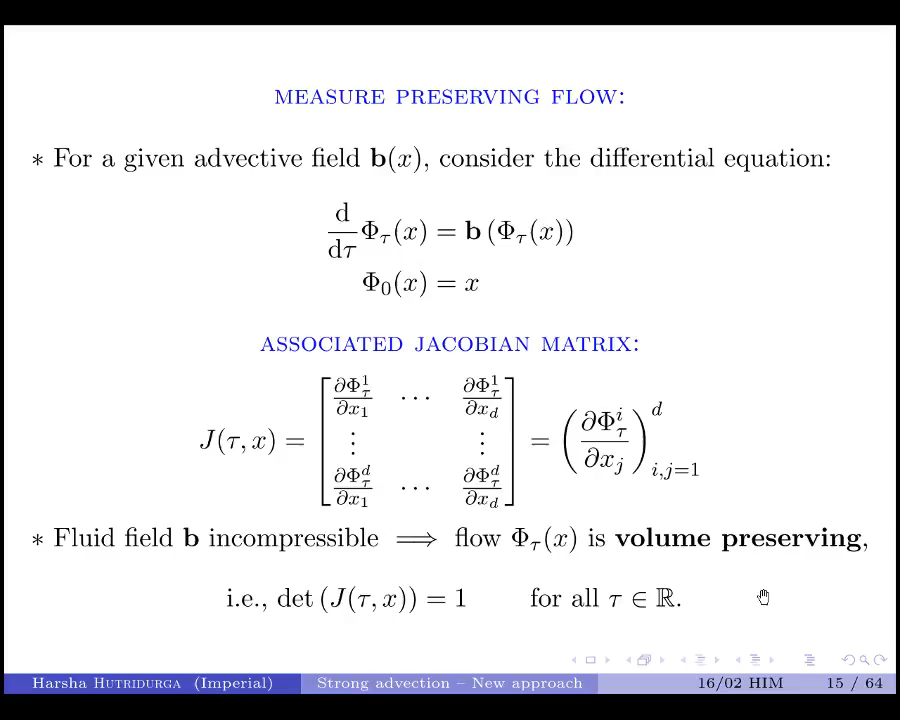 MEASURE PRESERVING FLOW:
∗ For a given advective field b(x), consider the differential equation:
d/dτ Φ_τ(x) = b (Φ_τ(x))
Φ_0(x) = x
ASSOCIATED JACOBIAN MATRIX:
J(τ, x) = [ ∂Φ_τ^1/∂x_1 ⋯ ∂Φ_τ^1/∂x_d ; ⋮ ⋮ ; ∂Φ_τ^d/∂x_1 ⋯ ∂Φ_τ^d/∂x_d ] = (∂Φ_τ^i/∂x_j)_{i,j=1}^d
∗ Fluid field b incompressible ⟹ flow Φ_τ(x) is volume preserving,
i.e., det (J(τ, x)) = 1 for all τ ∈ ℝ.
Harsha HUTRIDURGA (Imperial) Strong advection – New approach 16/02 HIM 15 / 64